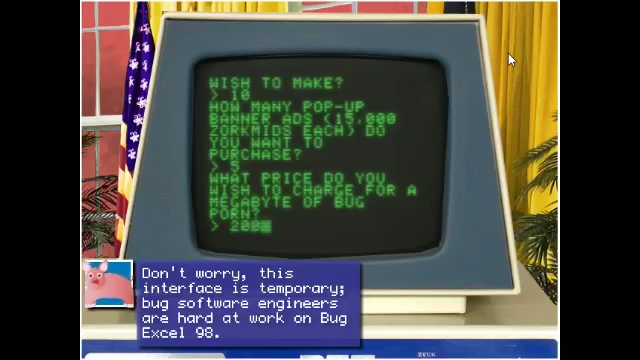 WISH TO MAKE?
> 10
HOW MANY POP-UP
BANNER ADS (15,000
ZORKMIDS EACH) DO
YOU WANT TO
PURCHASE?
> 5
WHAT PRICE DO YOU
WISH TO CHARGE FOR A
MEGABYTE OF BUG
PORN?
> 200
Don't worry, this
interface is temporary;
bug software engineers
are hard at work on Bug
Excel 98.